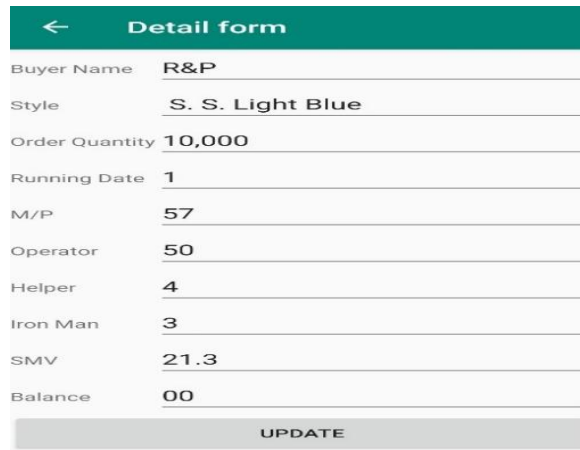 ← Detail form
Buyer Name R&P
Style S. S. Light Blue
Order Quantity 10,000
Running Date 1
M/P 57
Operator 50
Helper 4
Iron Man 3
SMV 21.3
Balance 00
UPDATE